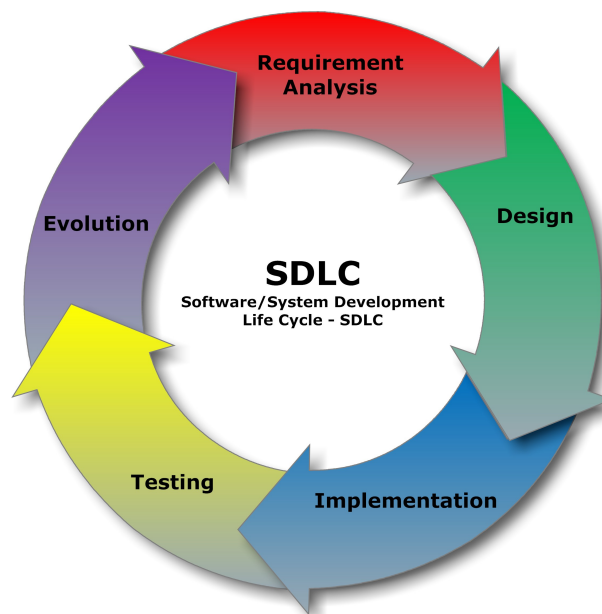 Requirement
Analysis
Design
Evolution
SDLC
Software/System Development
Life Cycle - SDLC
Testing
Implementation